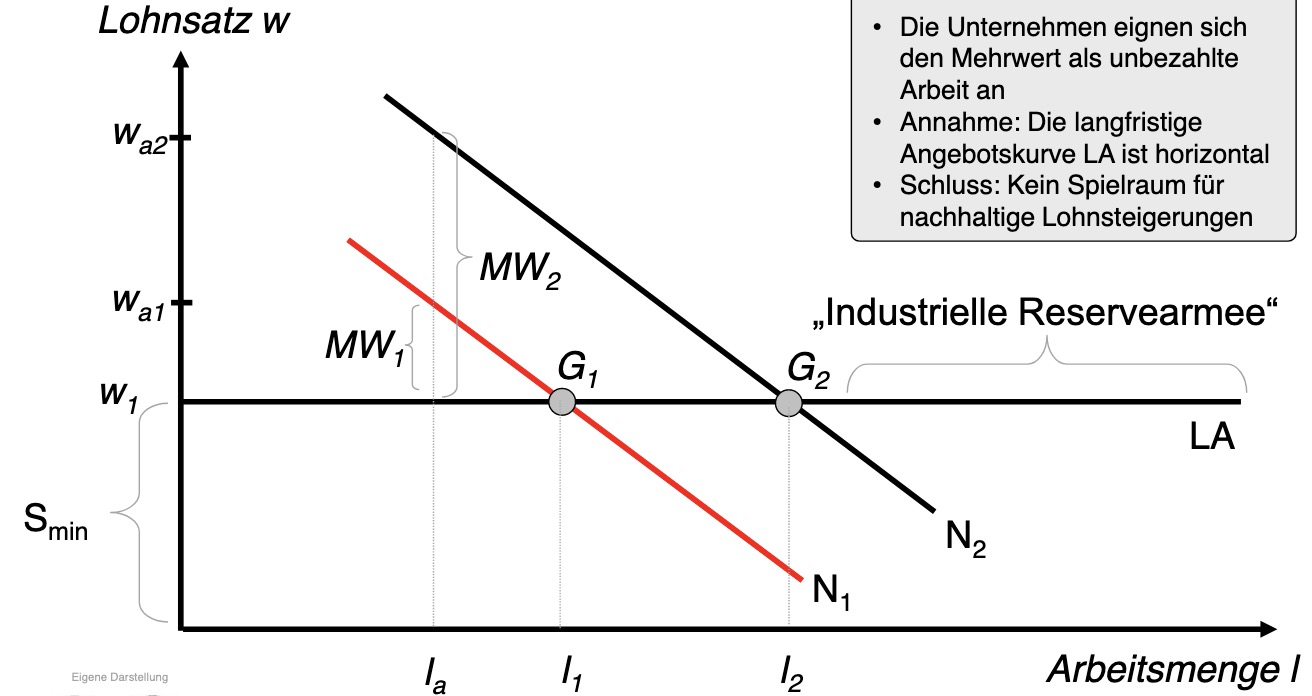 Lohnsatz w
• Die Unternehmen eignen sich
den Mehrwert als unbezahlte
Arbeit an
• Annahme: Die langfristige
Angebotskurve LA ist horizontal
• Schluss: Kein Spielraum für
nachhaltige Lohnsteigerungen
wa2
MW2
wa1
„Industrielle Reservearmee“
MW1
G1
G2
w1
LA
Smin
N2
N1
Eigene Darstellung
la
l1
l2
Arbeitsmenge l